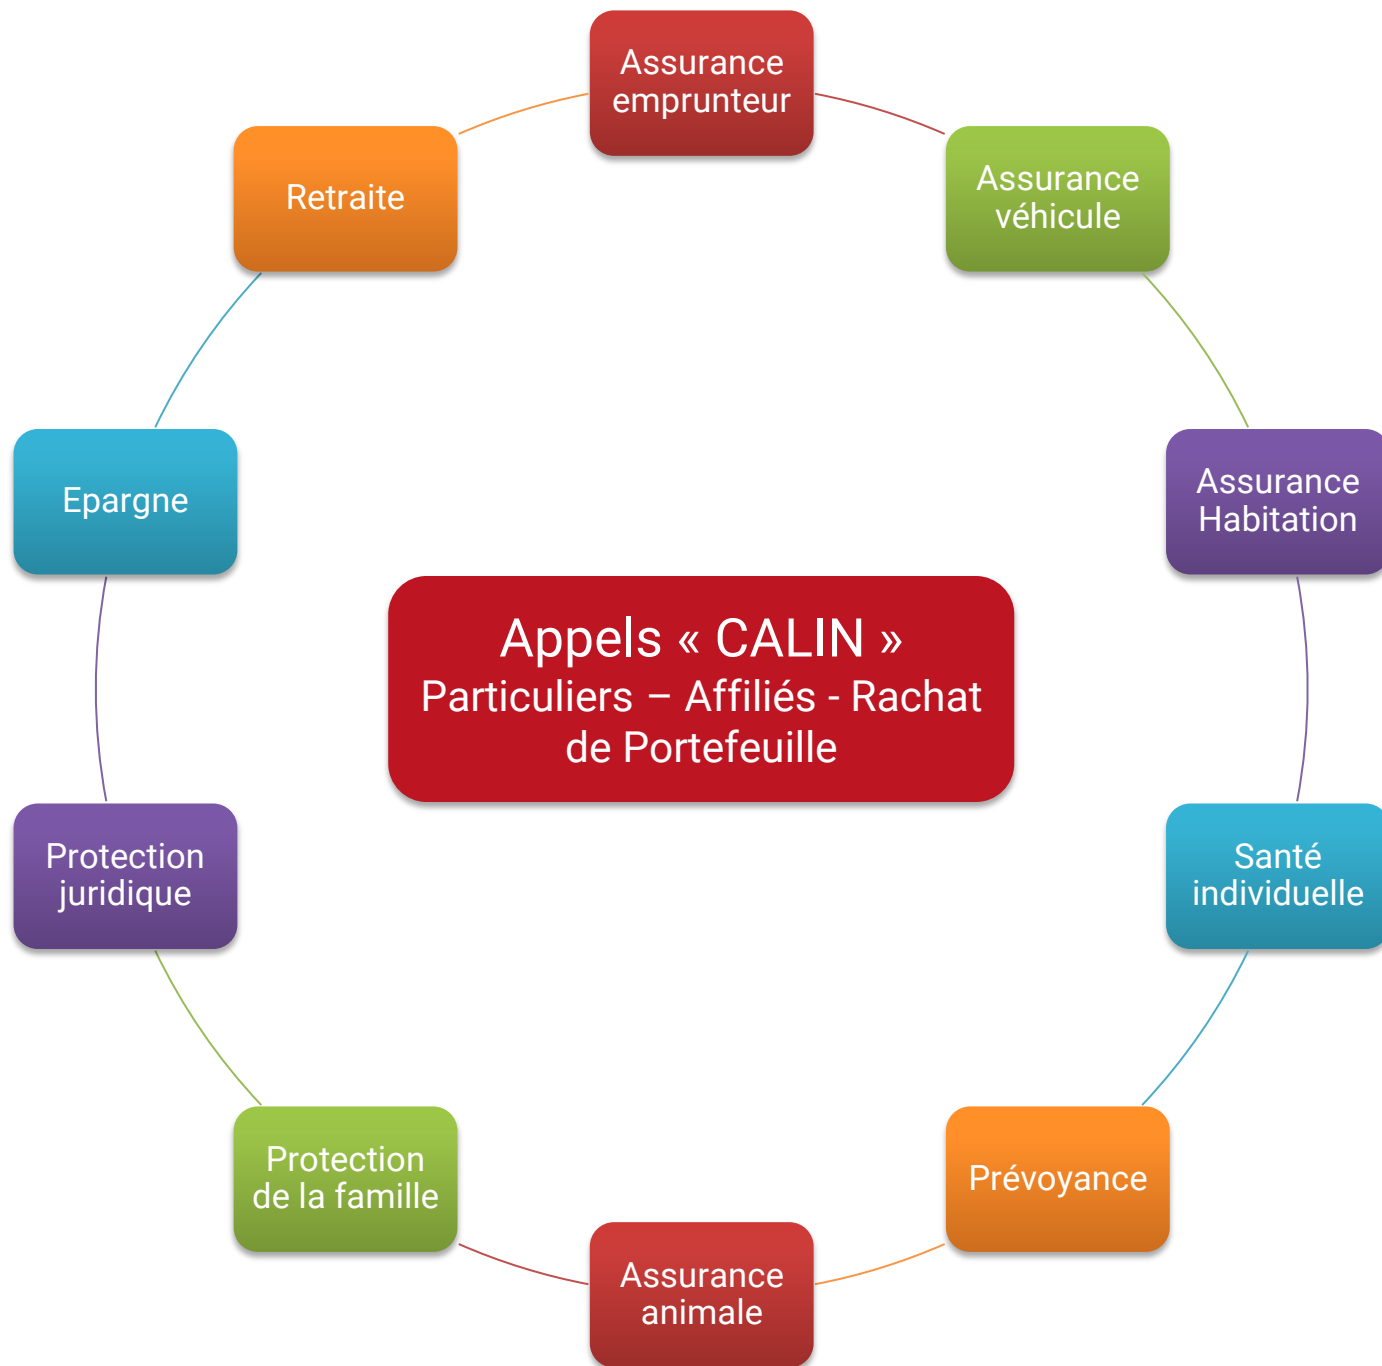 Assurance
emprunteur
Assurance
véhicule
Assurance
Habitation
Santé
individuelle
Prévoyance
Assurance
animale
Protection
de la famille
Protection
juridique
Epargne
Retraite
Appels « CALIN »
Particuliers – Affiliés - Rachat
de Portefeuille